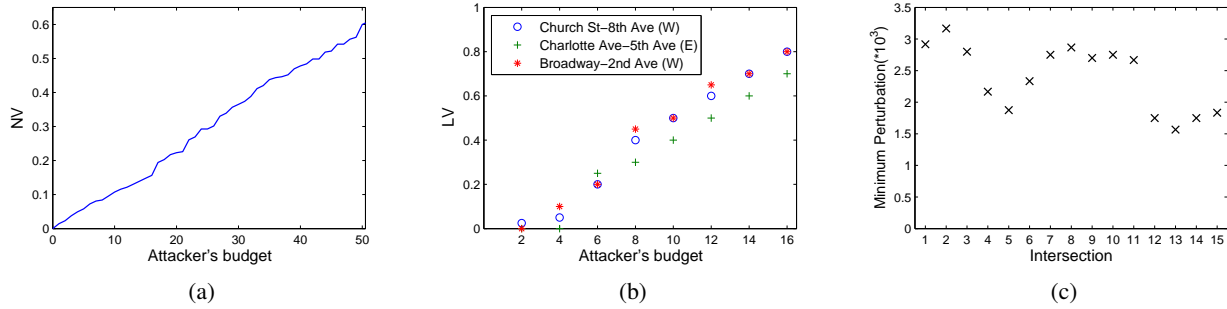 0.6
0.5
0.4
0.3
0.2
0.1
0
NV
0 10 20 30 40 50
Attacker's budget
(a)
1
0.8
0.6
0.4
0.2
0
LV
Church St−8th Ave (W)
Charlotte Ave−5th Ave (E)
Broadway−2nd Ave (W)
2 4 6 8 10 12 14 16
Attacker's budget
(b)
3.5
3
2.5
2
1.5
1
0.5
0
Minimum Perturbation(*10^3)
1 2 3 4 5 6 7 8 9 10 11 12 13 14 15
Intersection
(c)